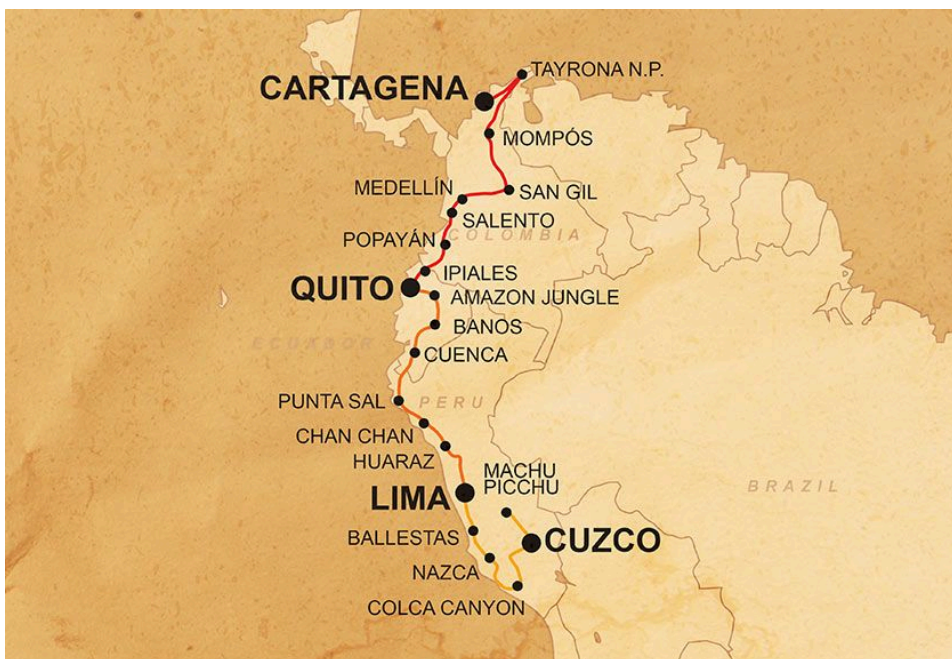 TAYRONA N.P.
CARTAGENA
MOMPÓS
MEDELLÍN
SAN GIL
SALENTO
POPAYÁN
COLOMBIA
IPIALES
QUITO
AMAZON JUNGLE
BANOS
ECUADOR
CUENCA
PUNTA SAL
PERU
CHAN CHAN
HUARAZ
MACHU
PICCHU
LIMA
BRAZIL
BALLESTAS
CUZCO
NAZCA
COLCA CANYON